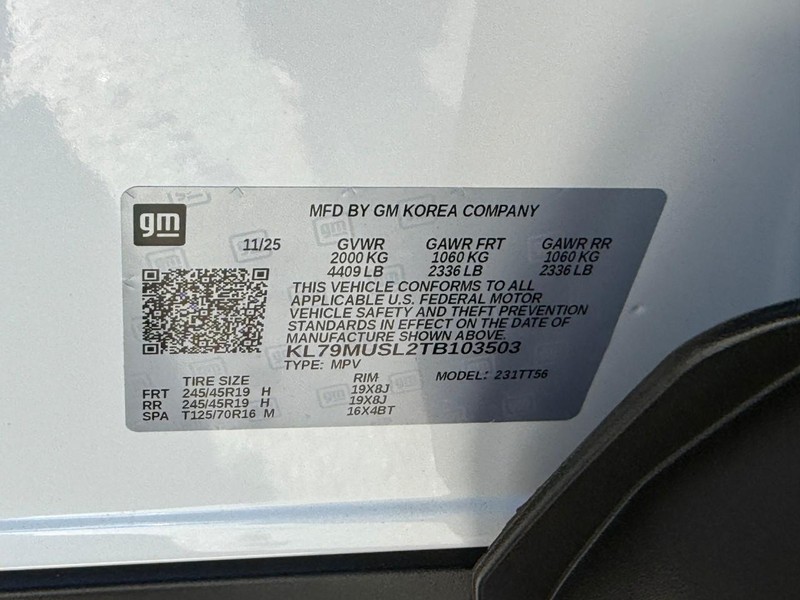 gm
MFD BY GM KOREA COMPANY
11/25 GVWR GAWR FRT GAWR RR
2000 KG 1060 KG 1060 KG
4409 LB 2336 LB 2336 LB
THIS VEHICLE CONFORMS TO ALL
APPLICABLE U.S. FEDERAL MOTOR
VEHICLE SAFETY AND THEFT PREVENTION
STANDARDS IN EFFECT ON THE DATE OF
MANUFACTURE SHOWN ABOVE.
KL79MUSL2TB103503
TYPE: MPV MODEL: 231TT56
TIRE SIZE RIM
FRT 245/45R19 H 19X8J
RR 245/45R19 H 19X8J
SPA T125/70R16 M 16X4BT